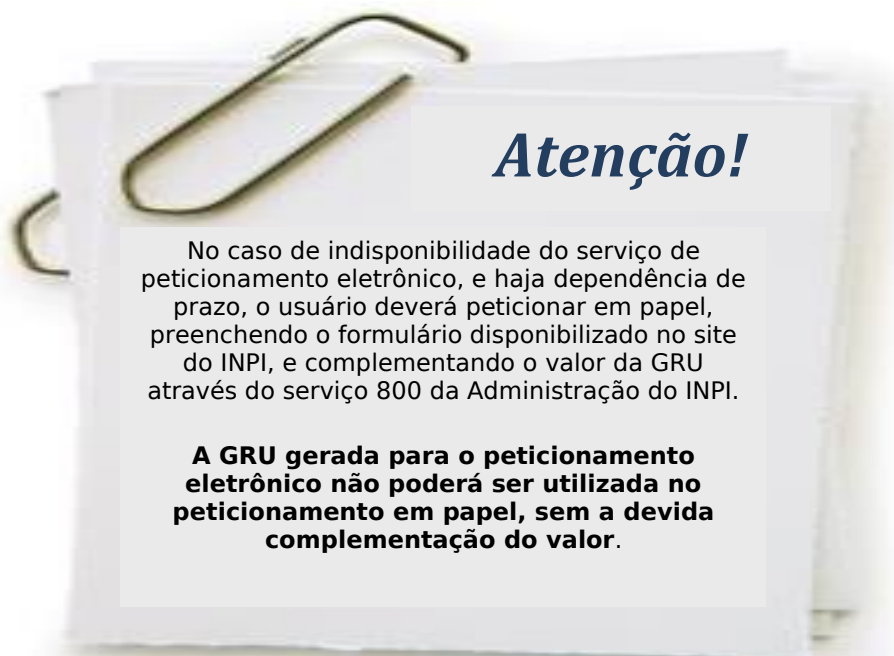 Atenção!
No caso de indisponibilidade do serviço de
peticionamento eletrônico, e haja dependência de
prazo, o usuário deverá peticionar em papel,
preenchendo o formulário disponibilizado no site
do INPI, e complementando o valor da GRU
através do serviço 800 da Administração do INPI.
A GRU gerada para o peticionamento
eletrônico não poderá ser utilizada no
peticionamento em papel, sem a devida
complementação do valor.